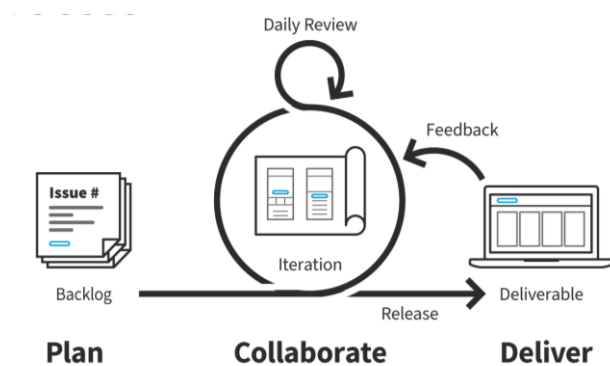 Daily Review
Feedback
Issue #
Iteration
Backlog
Deliverable
Release
Plan
Collaborate
Deliver